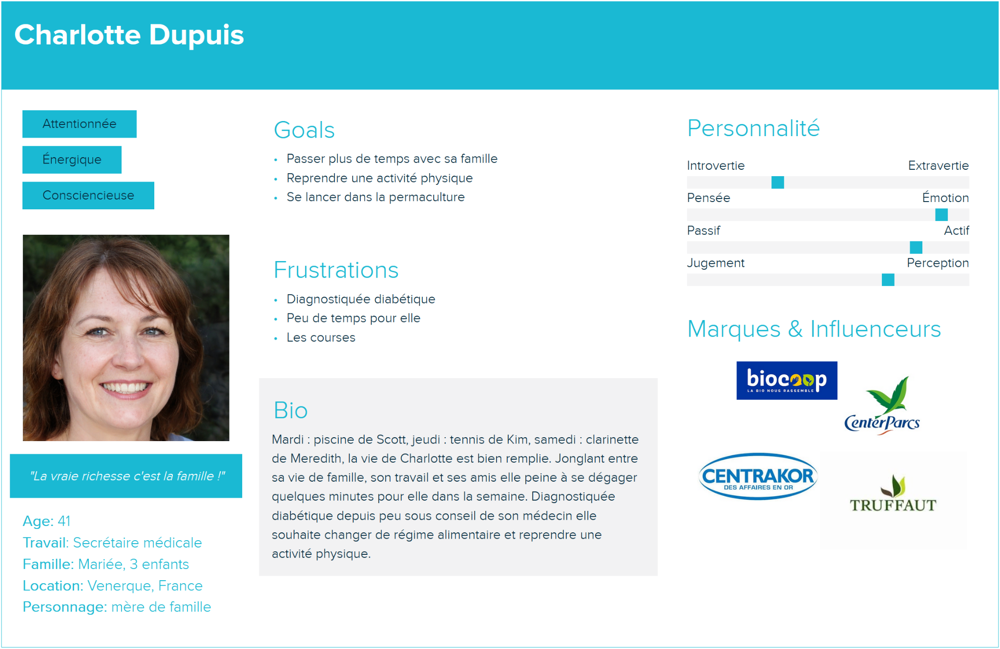 Charlotte Dupuis
Attentionnée
Énergique
Consciencieuse
"La vraie richesse c'est la famille !"
Age: 41
Travail: Secrétaire médicale
Famille: Mariée, 3 enfants
Location: Venerque, France
Personnage: mère de famille
Goals
• Passer plus de temps avec sa famille
• Reprendre une activité physique
• Se lancer dans la permaculture
Frustrations
• Diagnostiquée diabétique
• Peu de temps pour elle
• Les courses
Bio
Mardi : piscine de Scott, jeudi : tennis de Kim, samedi : clarinette
de Meredith, la vie de Charlotte est bien remplie. Jonglant entre
sa vie de famille, son travail et ses amis elle peine à se dégager
quelques minutes pour elle dans la semaine. Diagnostiquée
diabétique depuis peu sous conseil de son médecin elle
souhaite changer de régime alimentaire et reprendre une
activité physique.
Personnalité
Introvertie Extravertie
Pensée Émotion
Passif Actif
Jugement Perception
Marques & Influenceurs
biocoop
LA BIO NOUS RASSEMBLE
CenterParcs
CENTRAKOR
DES AFFAIRES EN OR
TRUFFAUT